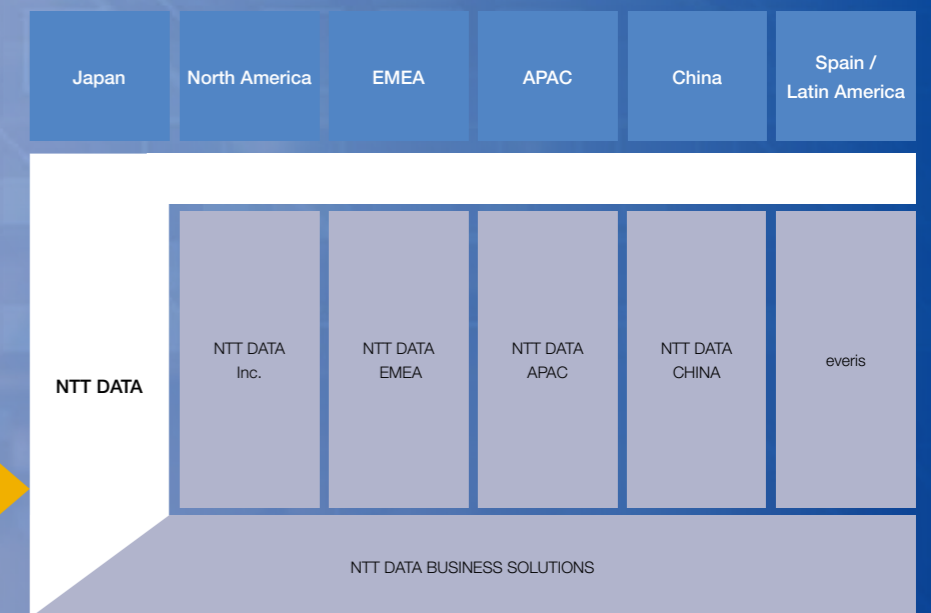 Japan
North America
EMEA
APAC
China
Spain /
Latin America
NTT DATA
NTT DATA
Inc.
NTT DATA
EMEA
NTT DATA
APAC
NTT DATA
CHINA
everis
NTT DATA BUSINESS SOLUTIONS